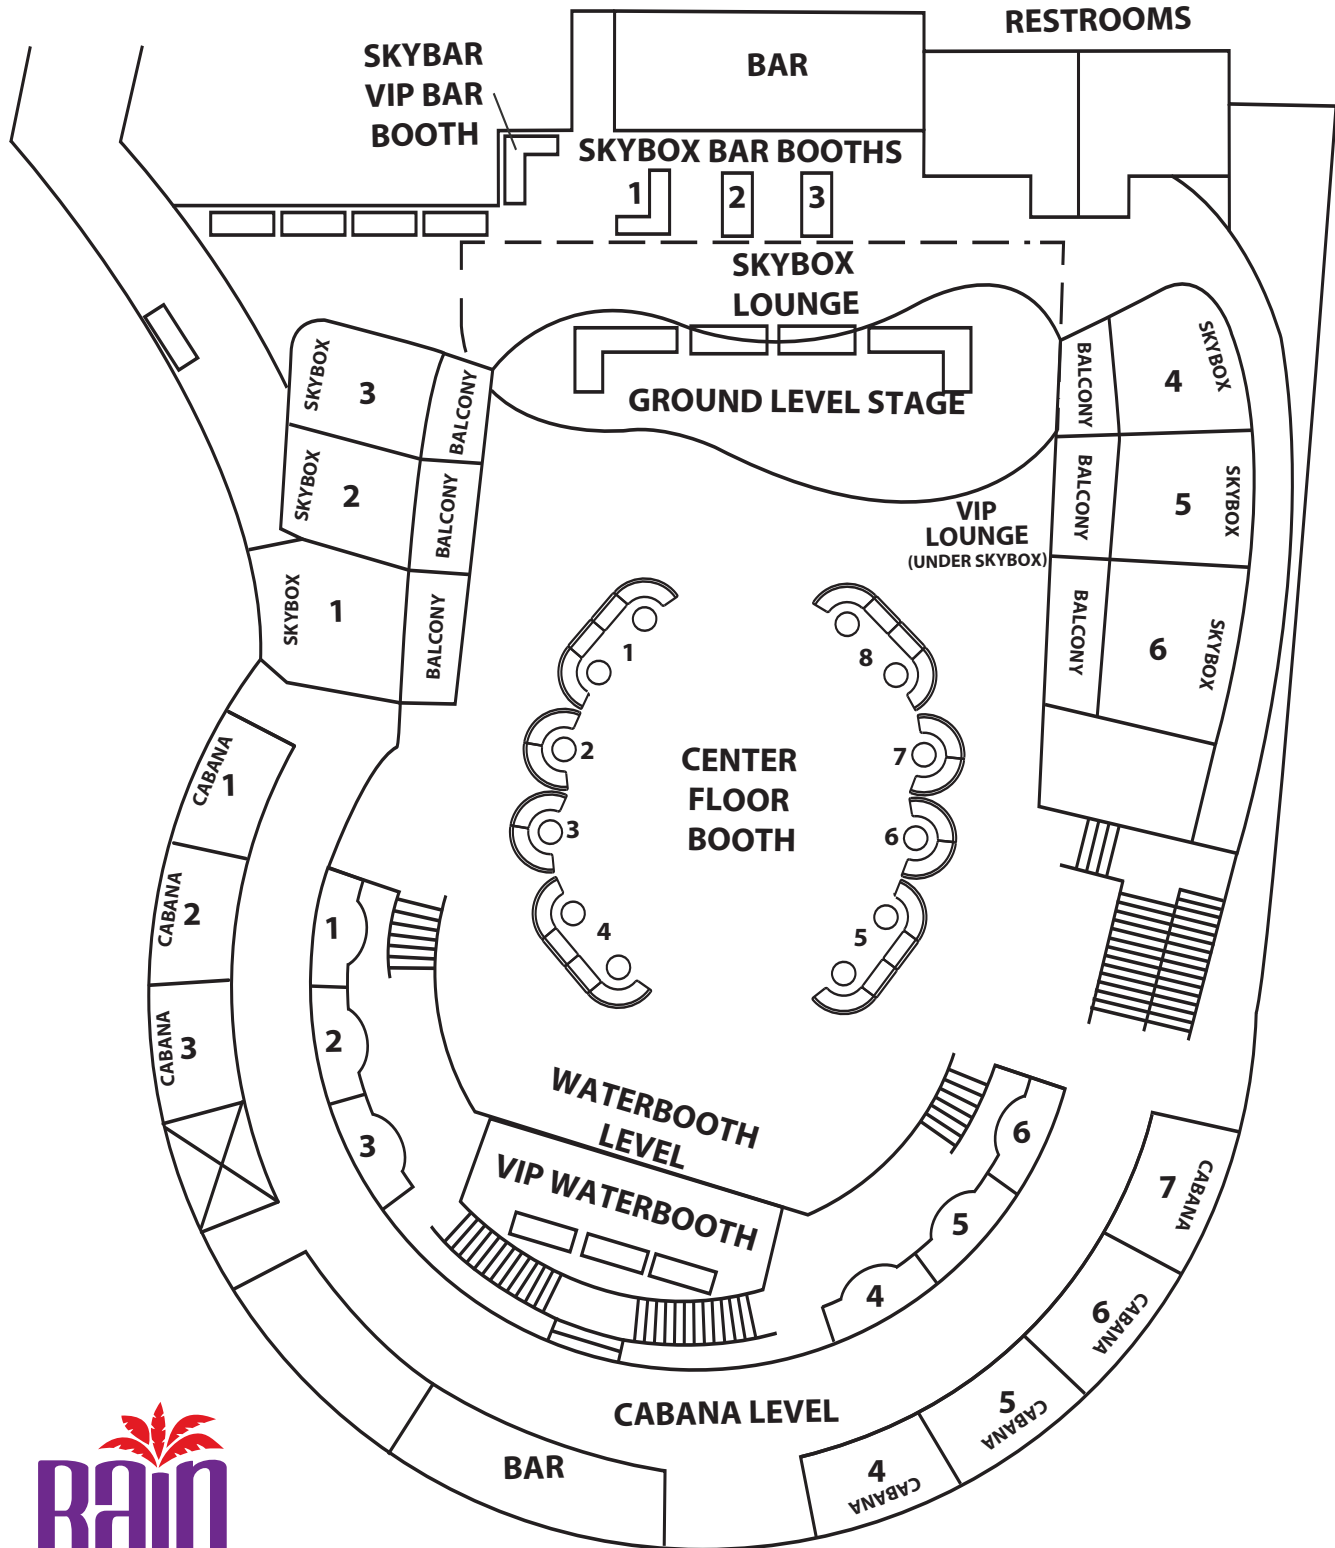 RESTROOMS
SKYBAR
VIP BAR
BOOTH
BAR
SKYBOX BAR BOOTHS
1
2
3
SKYBOX
LOUNGE
GROUND LEVEL STAGE
SKYBOX
3
BALCONY
SKYBOX
2
BALCONY
SKYBOX
1
BALCONY
BALCONY
4
SKYBOX
BALCONY
5
SKYBOX
BALCONY
6
SKYBOX
VIP
LOUNGE
(UNDER SKYBOX)
1
2
3
4
8
7
6
5
CENTER
FLOOR
BOOTH
CABANA
1
CABANA
2
CABANA
3
1
2
3
WATERBOOTH
LEVEL
VIP WATERBOOTH
6
5
4
7
CABANA
6
CABANA
5
CABANA
4
CABANA
CABANA LEVEL
BAR
RAIN